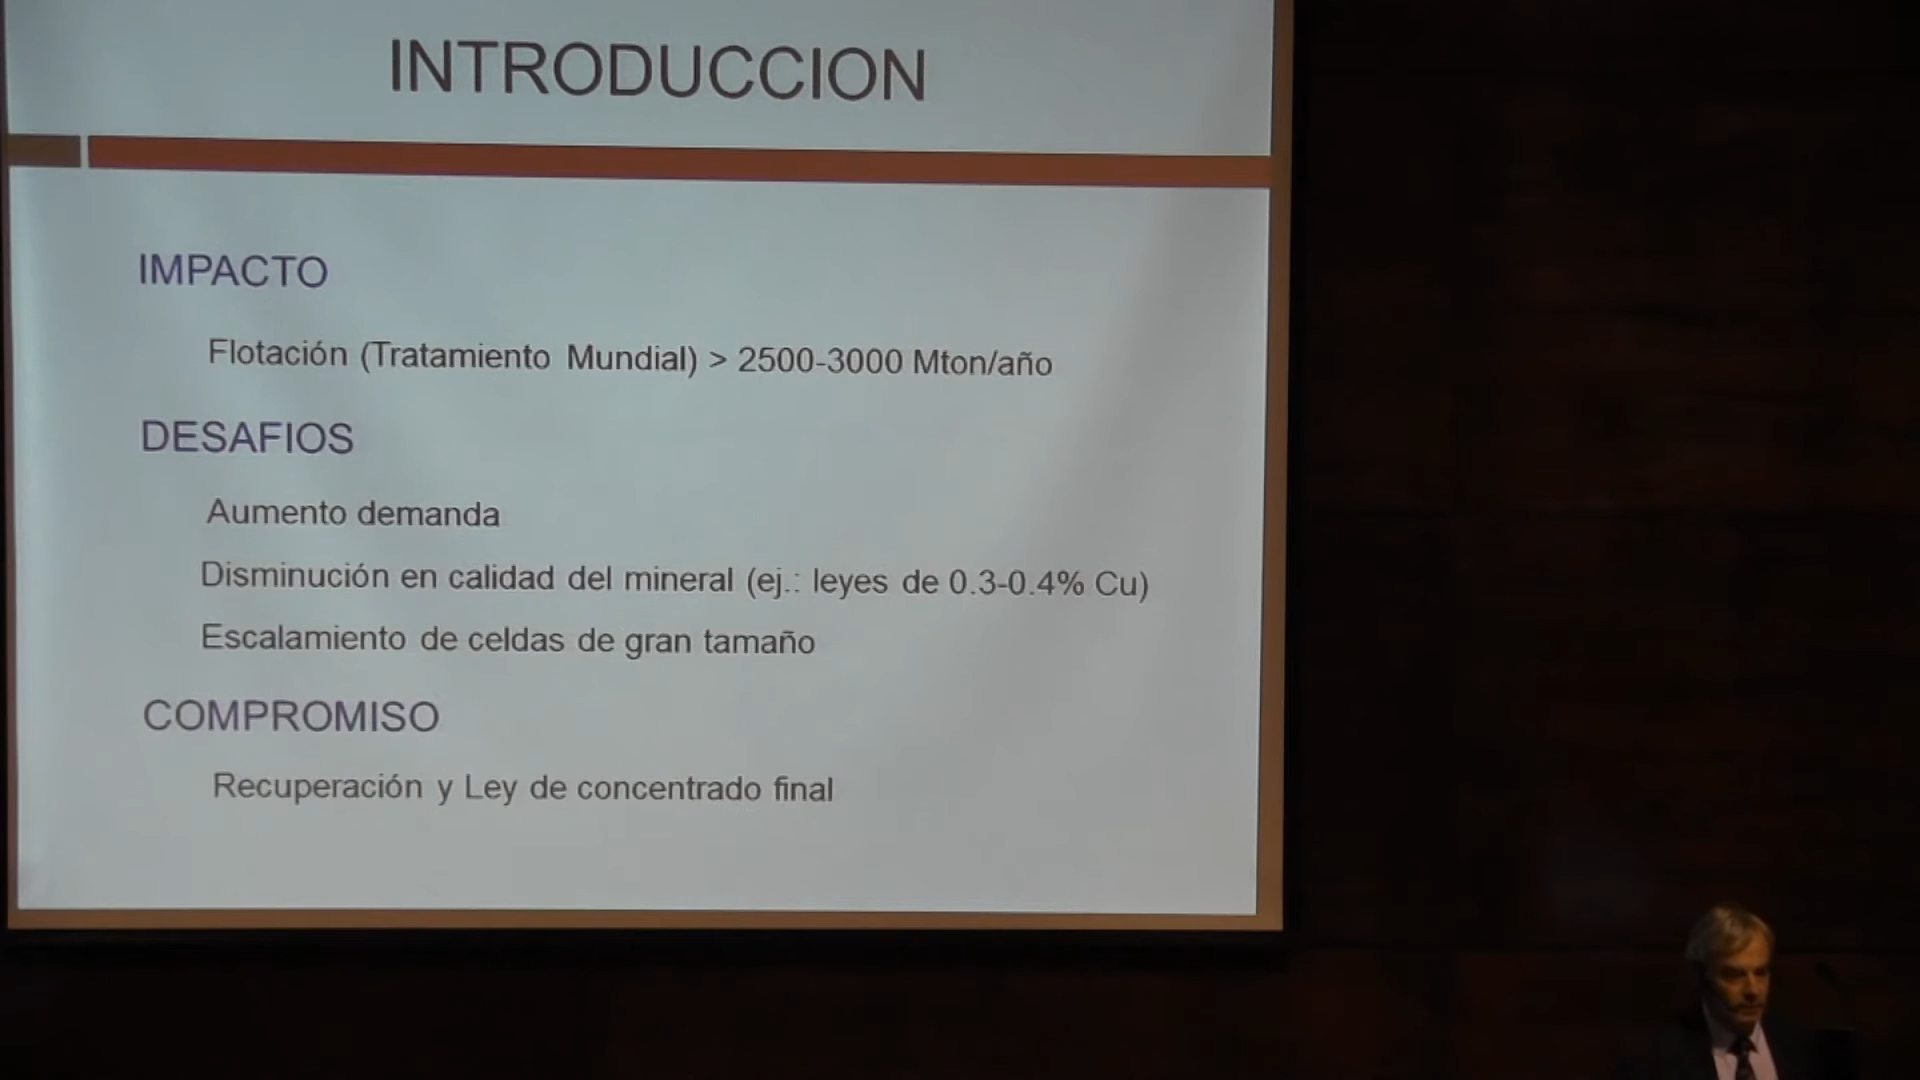 INTRODUCCION
IMPACTO
Flotación (Tratamiento Mundial) > 2500-3000 Mton/año
DESAFIOS
Aumento demanda
Disminución en calidad del mineral (ej.: leyes de 0.3-0.4% Cu)
Escalamiento de celdas de gran tamaño
COMPROMISO
Recuperación y Ley de concentrado final